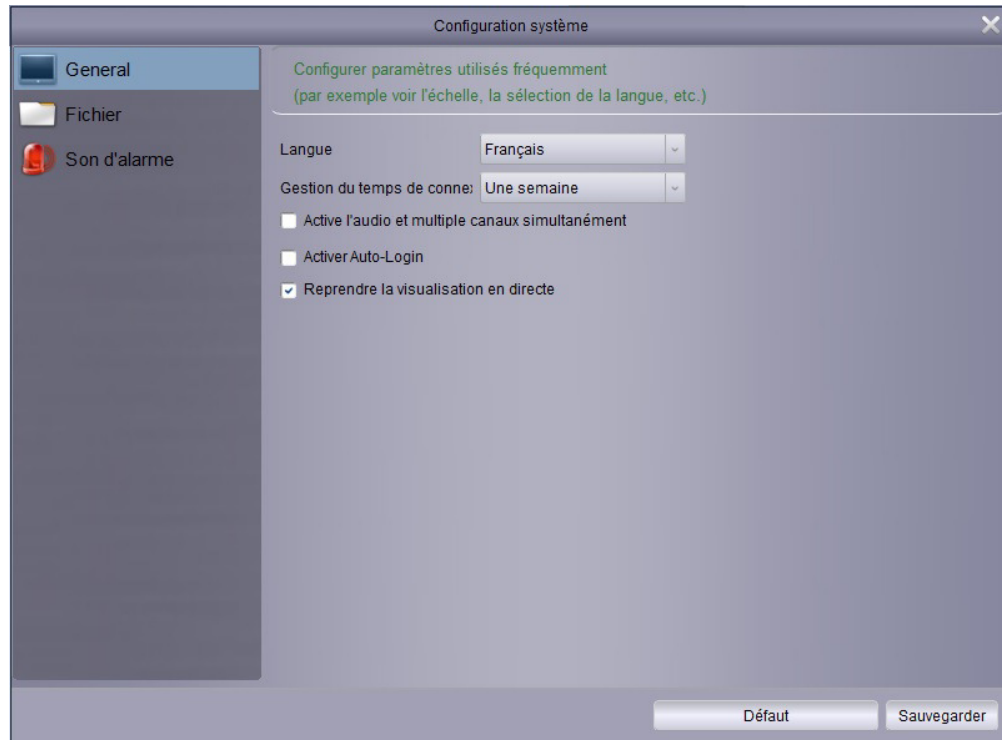 Configuration système
General
Fichier
Son d'alarme
Configurer paramètres utilisés fréquemment
(par exemple voir l'échelle, la sélection de la langue, etc.)
Langue Français
Gestion du temps de conne Une semaine
Active l'audio et multiple canaux simultanément
Activer Auto-Login
Reprendre la visualisation en directe
Défaut Sauvegarder